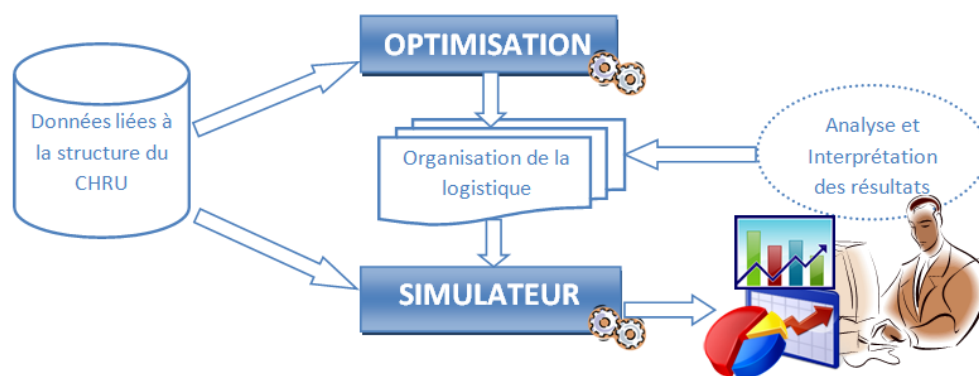 OPTIMISATION
Données liées à
la structure du
CHRU
Organisation de la
logistique
Analyse et
Interprétation
des résultats
SIMULATEUR